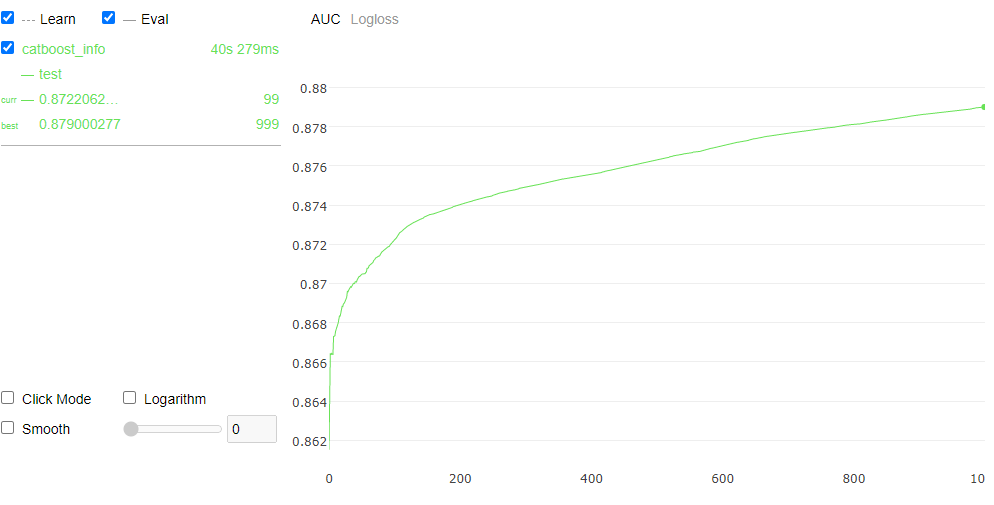 --- Learn — Eval
catboost_info 40s 279ms
— test
curr — 0.8722062... 99
best 0.879000277 999
Click Mode Logarithm
Smooth 0
AUC Logloss
0.88
0.878
0.876
0.874
0.872
0.87
0.868
0.866
0.864
0.862
0 200 400 600 800 10